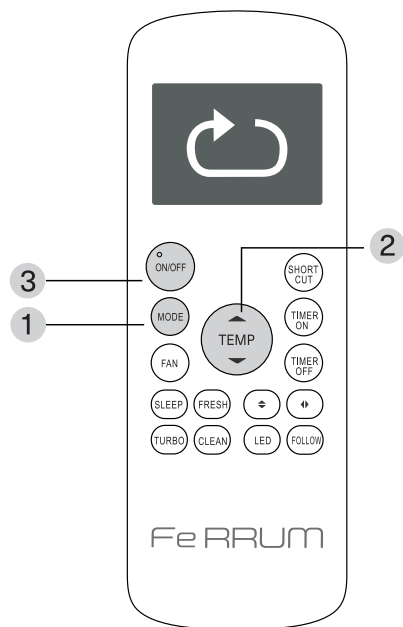 2
3
ON/OFF
SHORT
CUT
1
MODE
TEMP
TIMER
ON
FAN
TIMER
OFF
SLEEP FRESH
TURBO CLEAN LED FOLLOW
FeRRUM